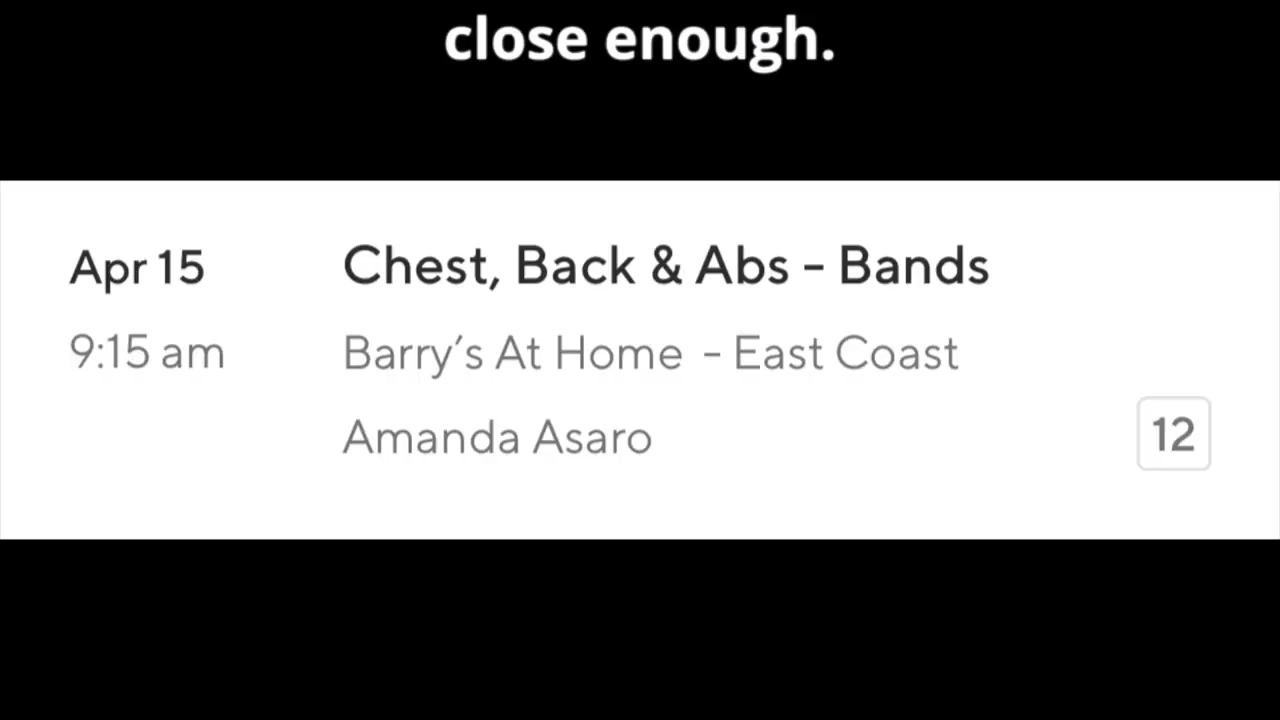 close enough.
Apr 15
Chest, Back & Abs – Bands
9:15 am
Barry’s At Home – East Coast
Amanda Asaro
12